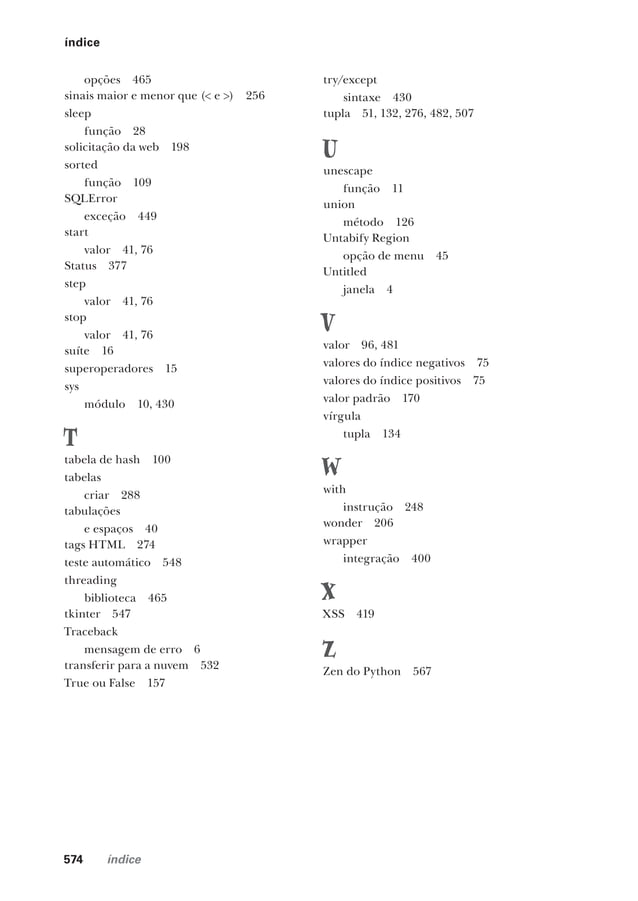 índice
opções 465
sinais maior e menor que (< e >) 256
sleep
função 28
solicitação da web 198
sorted
função 109
SQLError
exceção 449
start
valor 41, 76
Status 377
step
valor 41, 76
stop
valor 41, 76
suíte 16
superoperadores 15
sys
módulo 10, 430
T
tabela de hash 100
tabelas
criar 288
tabulações
e espaços 40
tags HTML 274
teste automático 548
threading
biblioteca 465
tkinter 547
Traceback
mensagem de erro 6
transferir para a nuvem 532
True ou False 157
try/except
sintaxe 430
tupla 51, 132, 276, 482, 507
U
unescape
função 11
union
método 126
Untabify Region
opção de menu 45
Untitled
janela 4
V
valor 96, 481
valores do índice negativos 75
valores do índice positivos 75
valor padrão 170
vírgula
tupla 134
W
with
instrução 248
wonder 206
wrapper
integração 400
X
XSS 419
Z
Zen do Python 567
574 índice